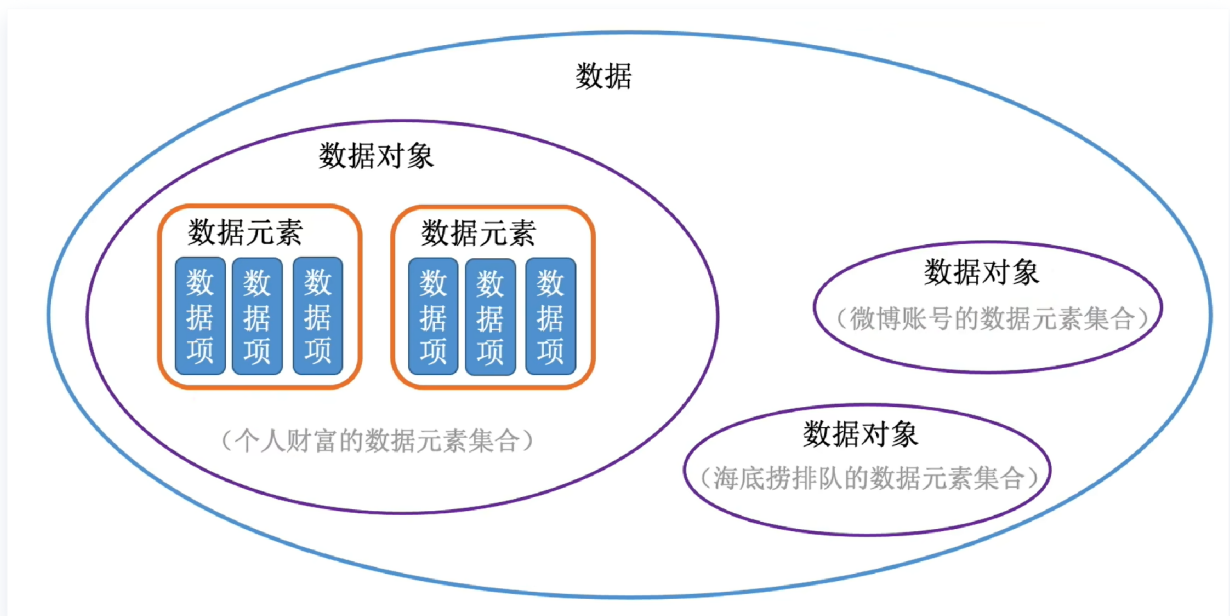 数据
数据对象
数据元素
数据项
数据项
数据项
数据元素
数据项
数据项
数据项
（个人财富的数据元素集合）
数据对象
（微博账号的数据元素集合）
数据对象
（海底捞排队的数据元素集合）